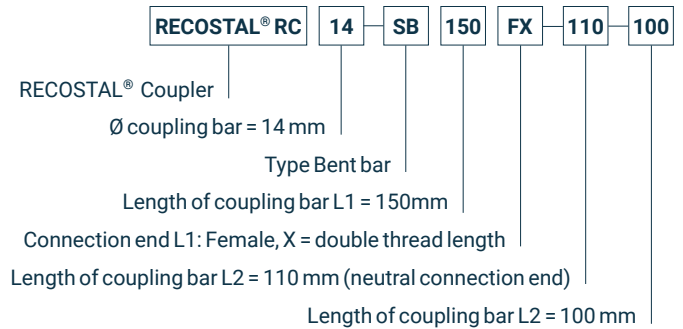 RECOSTAL® RC 14 SB 150 FX 110 100
RECOSTAL® Coupler
Ø coupling bar = 14 mm
Type Bent bar
Length of coupling bar L1 = 150mm
Connection end L1: Female, X = double thread length
Length of coupling bar L2 = 110 mm (neutral connection end)
Length of coupling bar L2 = 100 mm